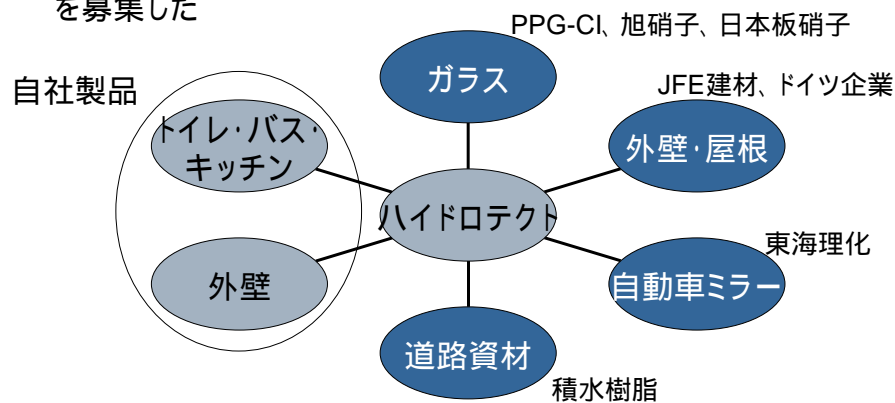 を募集した
PPG-CI、旭硝子、日本板硝子
自社製品
ガラス
JFE建材、ドイツ企業
トイレ・バス・
キッチン
外壁・屋根
ハイドロテクト
東海理化
外壁
自動車ミラー
道路資材
積水樹脂